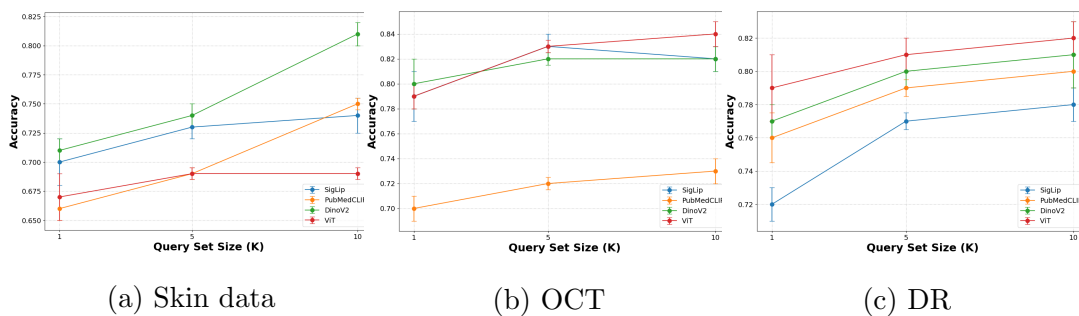 0.825
0.800
0.775
0.750
0.725
0.700
0.675
0.650
Accuracy
1
5
10
Query Set Size (K)
SigLip
PubMedCLIP
DinoV2
ViT
(a) Skin data
0.84
0.82
0.80
0.78
0.76
0.74
0.72
0.70
Accuracy
1
5
10
Query Set Size (K)
SigLip
PubMedCLIP
DinoV2
ViT
(b) OCT
0.82
0.80
0.78
0.76
0.74
0.72
Accuracy
1
5
10
Query Set Size (K)
SigLip
PubMedCLIP
DinoV2
ViT
(c) DR